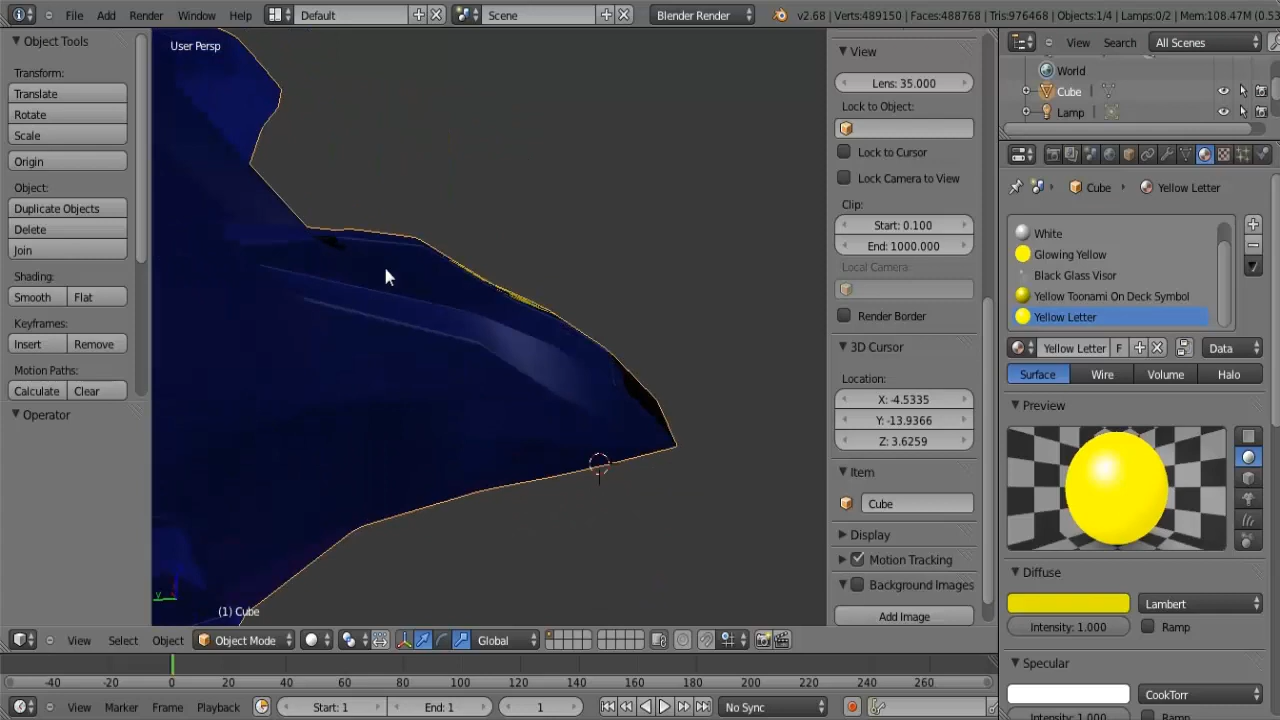 File Add Render Window Help Default Scene Blender Render v2.68 | Verts:489150 | Faces:488768 | Tris:976468 | Objects:1/4 | Lamps:0/2 | Mem:108.47M (0.53
Object Tools
Transform:
Translate
Rotate
Scale
Origin
Object:
Duplicate Objects
Delete
Join
Shading:
Smooth Flat
Keyframes:
Insert Remove
Motion Paths:
Calculate Clear
Operator
User Persp
(1) Cube
View
Lens: 35.000
Lock to Object:
Lock to Cursor
Lock Camera to View
Clip:
Start: 0.100
End: 1000.000
Local Camera:
Render Border
3D Cursor
Location:
X: -4.5335
Y: -13.9366
Z: 3.6259
Item
Cube
Display
Motion Tracking
Background Images
Add Image
View Search All Scenes
World
Cube
Lamp
Cube Yellow Letter
White
Glowing Yellow
Black Glass Visor
Yellow Toonami On Deck Symbol
Yellow Letter
Yellow Letter F Data
Surface Wire Volume Halo
Preview
Diffuse
Lambert
Intensity: 1.000 Ramp
Specular
CookTorr
Intensity: 1.000 Ramp
View Select Object Object Mode Global
-40 -20 0 20 40 60 80 100 120 140 160 180 200 220 240 260
View Marker Frame Playback Start: 1 End: 1 1 No Sync